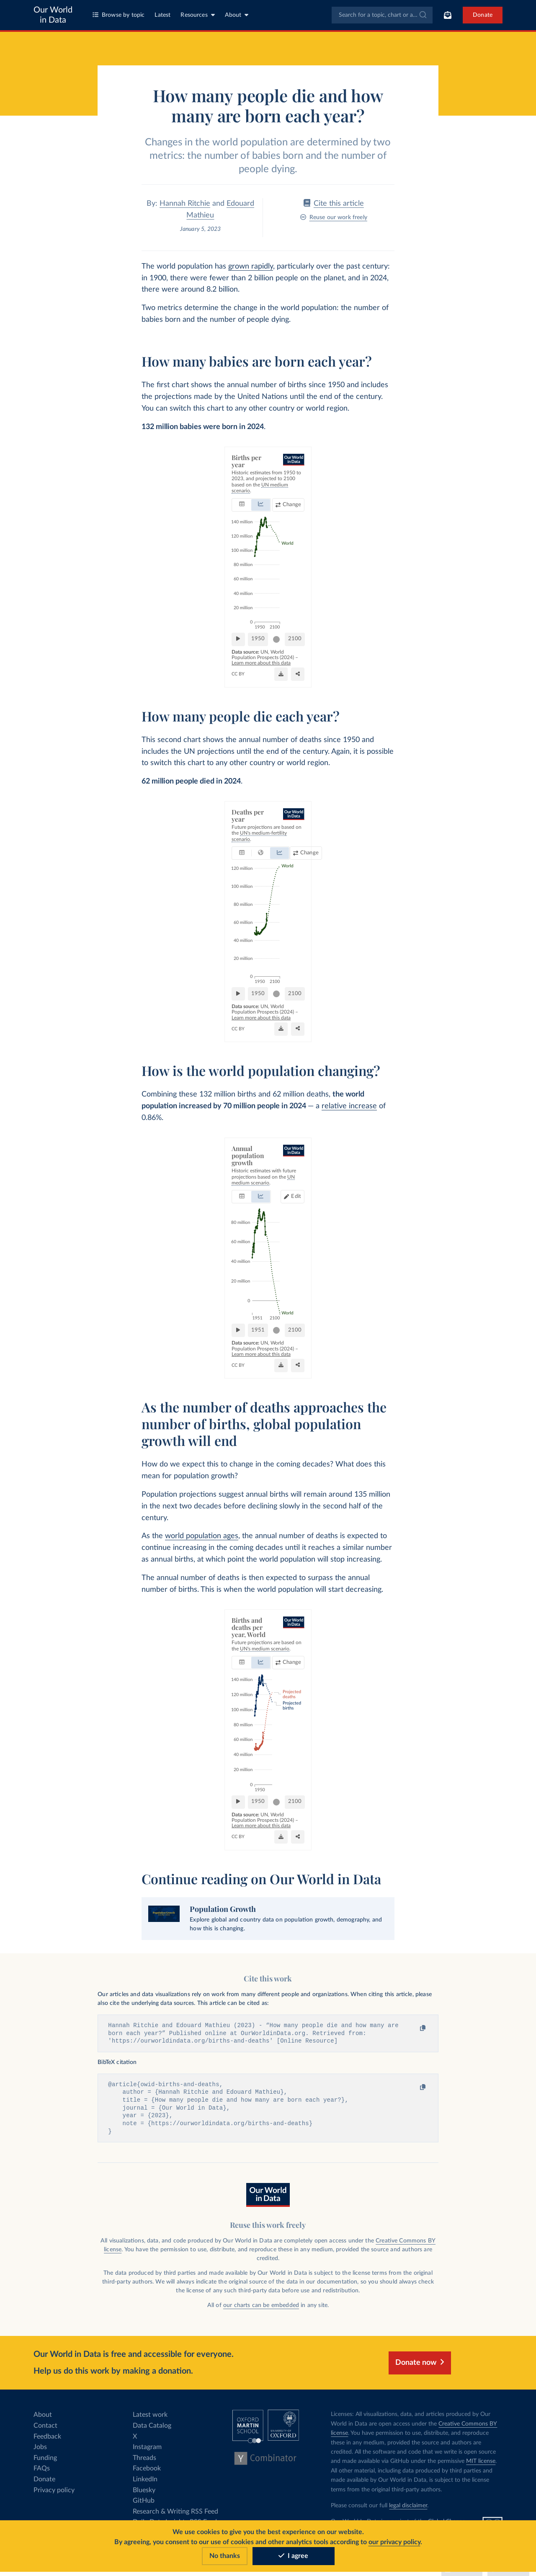 Our World
in Data
Browse by topic
Latest
Resources
About
Search for a topic, chart or a...
Donate
How many people die and how
many are born each year?
Changes in the world population are determined by two
metrics: the number of babies born and the number of
people dying.
By: Hannah Ritchie and Edouard
Mathieu
January 5, 2023
Cite this article
Reuse our work freely
The world population has grown rapidly, particularly over the past century:
in 1900, there were fewer than 2 billion people on the planet, and in 2024,
there were around 8.2 billion.
Two metrics determine the change in the world population: the number of
babies born and the number of people dying.
How many babies are born each year?
The first chart shows the annual number of births since 1950 and includes
the projections made by the United Nations until the end of the century.
You can switch this chart to any other country or world region.
132 million babies were born in 2024.
Births per
year
Our World
in Data
Historic estimates from 1950 to
2023, and projected to 2100
based on the UN medium
scenario.
Change
140 million
120 million
World
100 million
80 million
60 million
40 million
20 million
0
1950 2100
1950
2100
Data source: UN, World
Population Prospects (2024) –
Learn more about this data
CC BY
How many people die each year?
This second chart shows the annual number of deaths since 1950 and
includes the UN projections until the end of the century. Again, it is possible
to switch this chart to any other country or world region.
62 million people died in 2024.
Deaths per
year
Our World
in Data
Future projections are based on
the UN's medium-fertility
scenario.
Change
World
120 million
100 million
80 million
60 million
40 million
20 million
0
1950 2100
1950
2100
Data source: UN, World
Population Prospects (2024) –
Learn more about this data
CC BY
How is the world population changing?
Combining these 132 million births and 62 million deaths, the world
population increased by 70 million people in 2024 — a relative increase of
0.86%.
Annual
population
growth
Our World
in Data
Historic estimates with future
projections based on the UN
medium scenario.
Edit
80 million
60 million
40 million
20 million
0
World
1951 2100
1951
2100
Data source: UN, World
Population Prospects (2024) –
Learn more about this data
CC BY
As the number of deaths approaches the
number of births, global population
growth will end
How do we expect this to change in the coming decades? What does this
mean for population growth?
Population projections suggest annual births will remain around 135 million
in the next two decades before declining slowly in the second half of the
century.
As the world population ages, the annual number of deaths is expected to
continue increasing in the coming decades until it reaches a similar number
as annual births, at which point the world population will stop increasing.
The annual number of deaths is then expected to surpass the annual
number of births. This is when the world population will start decreasing.
Births and
deaths per
year, World
Our World
in Data
Future projections are based on
the UN's medium scenario.
Change
140 million
Projected
deaths
120 million
Projected
births
100 million
80 million
60 million
40 million
20 million
0
1950
1950
2100
Data source: UN, World
Population Prospects (2024) –
Learn more about this data
CC BY
Continue reading on Our World in Data
Population Growth
Explore global and country data on population growth, demography, and
how this is changing.
Cite this work
Our articles and data visualizations rely on work from many different people and organizations. When citing this article, please
also cite the underlying data sources. This article can be cited as:
Hannah Ritchie and Edouard Mathieu (2023) - “How many people die and how many are
born each year?” Published online at OurWorldinData.org. Retrieved from:
'https://ourworldindata.org/births-and-deaths' [Online Resource]
BibTeX citation
@article{owid-births-and-deaths,
author = {Hannah Ritchie and Edouard Mathieu},
title = {How many people die and how many are born each year?},
journal = {Our World in Data},
year = {2023},
note = {https://ourworldindata.org/births-and-deaths}
}
Our World
in Data
Reuse this work freely
All visualizations, data, and code produced by Our World in Data are completely open access under the Creative Commons BY
license. You have the permission to use, distribute, and reproduce these in any medium, provided the source and authors are
credited.
The data produced by third parties and made available by Our World in Data is subject to the license terms from the original
third-party authors. We will always indicate the original source of the data in our documentation, so you should always check
the license of any such third-party data before use and redistribution.
All of our charts can be embedded in any site.
Our World in Data is free and accessible for everyone.
Help us do this work by making a donation.
Donate now
About
Contact
Feedback
Jobs
Funding
FAQs
Donate
Privacy policy
Latest work
Data Catalog
X
Instagram
Threads
Facebook
LinkedIn
Bluesky
GitHub
Research & Writing RSS Feed
OXFORD
MARTIN
SCHOOL
UNIVERSITY OF
OXFORD
Y Combinator
Licenses: All visualizations, data, and articles produced by Our
World in Data are open access under the Creative Commons BY
license. You have permission to use, distribute, and reproduce
these in any medium, provided the source and authors are
credited. All the software and code that we write is open source
and made available via GitHub under the permissive MIT license.
All other material, including data produced by third parties and
made available by Our World in Data, is subject to the license
terms from the original third-party authors.
Please consult our full legal disclaimer.
We use cookies to give you the best experience on our website.
By agreeing, you consent to our use of cookies and other analytics tools according to our privacy policy.
No thanks
I agree